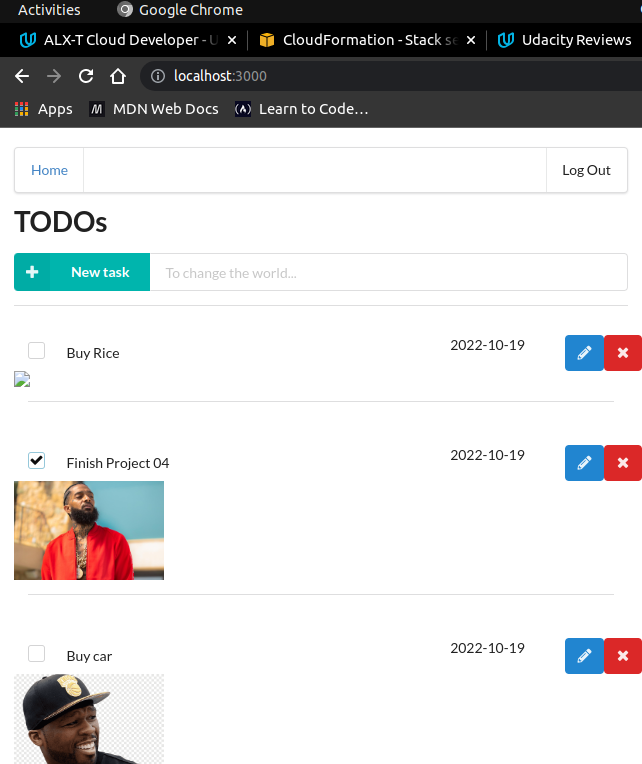 Activities Google Chrome
ALX-T Cloud Developer - U CloudFormation - Stack se Udacity Reviews
localhost:3000
Apps MDN Web Docs Learn to Code…
Home Log Out
TODOs
New task To change the world...
Buy Rice 2022-10-19
Finish Project 04 2022-10-19
Buy car 2022-10-19